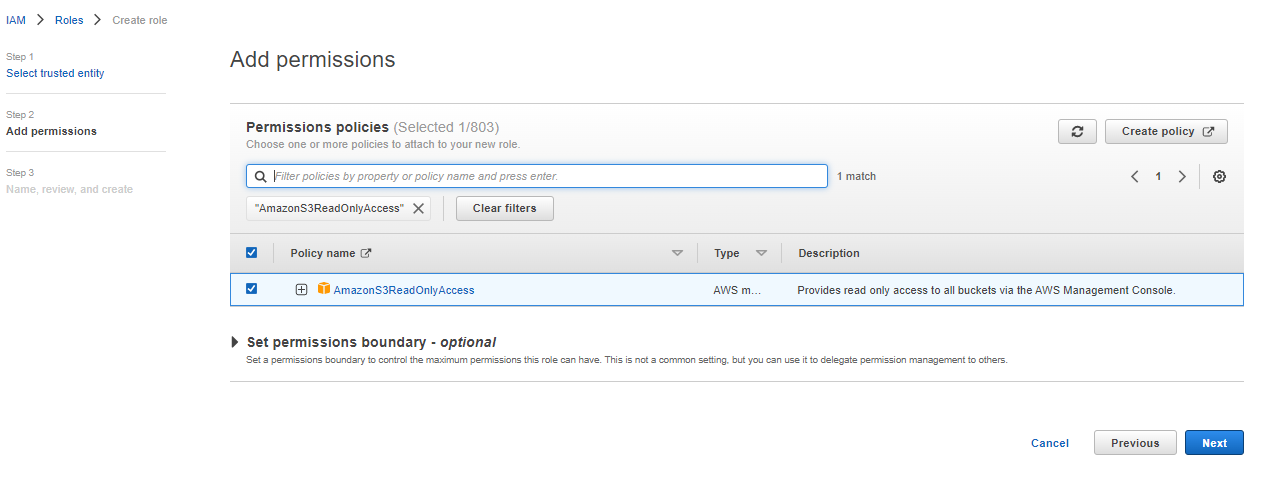 IAM > Roles > Create role
Step 1
Select trusted entity
Step 2
Add permissions
Step 3
Name, review, and create
Add permissions
Permissions policies (Selected 1/803)
Choose one or more policies to attach to your new role.
Create policy
Filter policies by property or policy name and press enter.
1 match
1
"AmazonS3ReadOnlyAccess"
Clear filters
Policy name Type Description
AmazonS3ReadOnlyAccess AWS m... Provides read only access to all buckets via the AWS Management Console.
Set permissions boundary - optional
Set a permissions boundary to control the maximum permissions this role can have. This is not a common setting, but you can use it to delegate permission management to others.
Cancel Previous Next